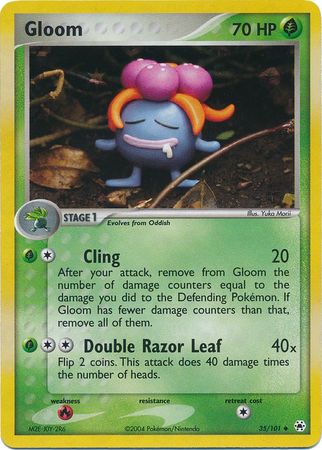 Gloom 70 HP
Illus. Yuka Morii
STAGE 1
Evolves from Oddish
Cling 20
After your attack, remove from Gloom the
number of damage counters equal to the
damage you did to the Defending Pokémon. If
Gloom has fewer damage counters than that,
remove all of them.
Double Razor Leaf 40x
Flip 2 coins. This attack does 40 damage times
the number of heads.
weakness resistance retreat cost
©2004 Pokémon/Nintendo 35/101